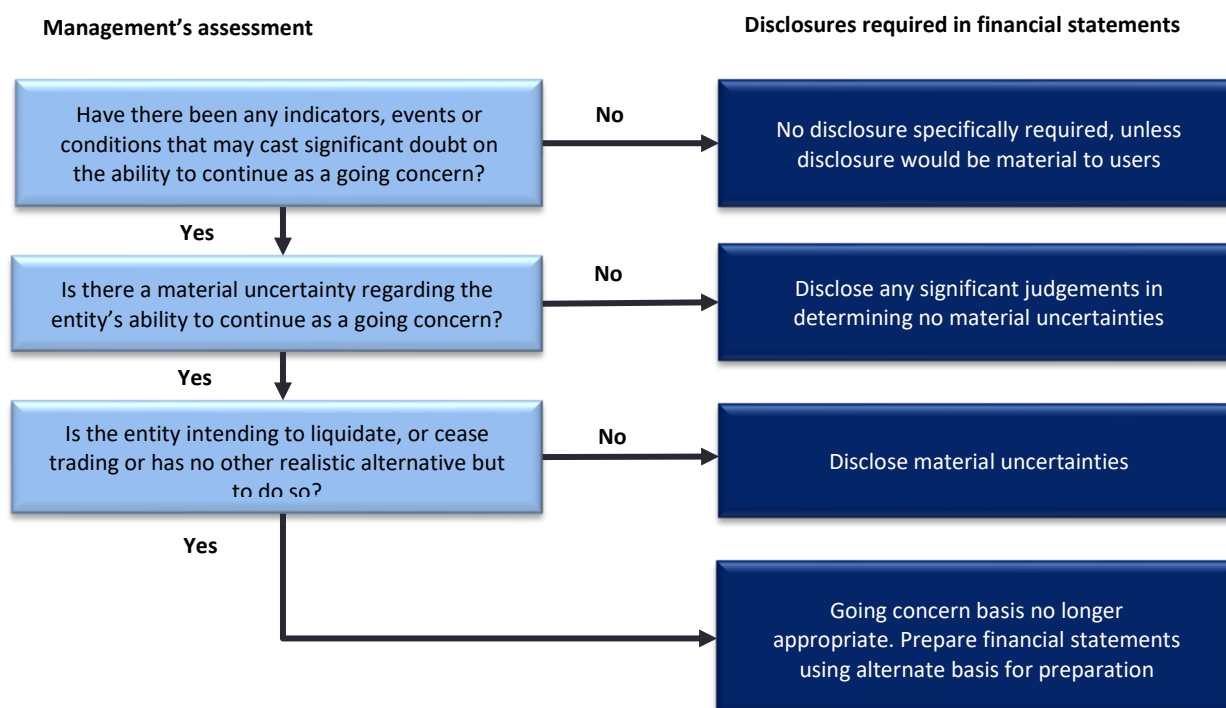 Management’s assessment
Disclosures required in financial statements
Have there been any indicators, events or
conditions that may cast significant doubt on
the ability to continue as a going concern?
No
No disclosure specifically required, unless
disclosure would be material to users
Yes
Is there a material uncertainty regarding the
entity’s ability to continue as a going concern?
No
Disclose any significant judgements in
determining no material uncertainties
Yes
Is the entity intending to liquidate, or cease
trading or has no other realistic alternative but
to do so?
No
Disclose material uncertainties
Yes
Going concern basis no longer
appropriate. Prepare financial statements
using alternate basis for preparation